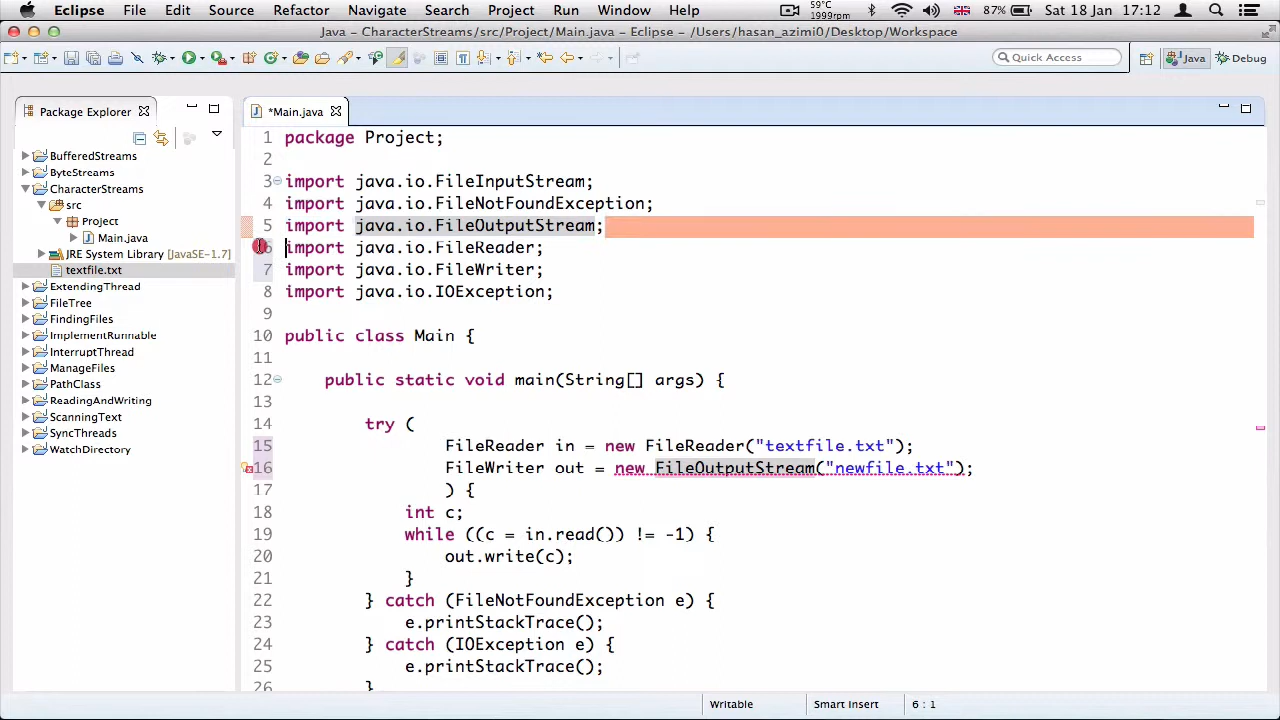 Eclipse File Edit Source Refactor Navigate Search Project Run Window Help 59°C 1999rpm 87% Sat 18 Jan 17:12
Java – CharacterStreams/src/Project/Main.java – Eclipse – /Users/hasan_azimi0/Desktop/Workspace
Quick Access Java Debug
Package Explorer
*Main.java
BufferedStreams
ByteStreams
CharacterStreams
src
Project
Main.java
JRE System Library [JavaSE-1.7]
textfile.txt
ExtendingThread
FileTree
FindingFiles
ImplementRunnable
InterruptThread
ManageFiles
PathClass
ReadingAndWriting
ScanningText
SyncThreads
WatchDirectory
1 package Project;
2
3 import java.io.FileInputStream;
4 import java.io.FileNotFoundException;
5 import java.io.FileOutputStream;
6 import java.io.FileReader;
7 import java.io.FileWriter;
8 import java.io.IOException;
9
10 public class Main {
11
12 public static void main(String[] args) {
13
14 try (
15 FileReader in = new FileReader("textfile.txt");
16 FileWriter out = new FileOutputStream("newfile.txt");
17 ) {
18 int c;
19 while ((c = in.read()) != -1) {
20 out.write(c);
21 }
22 } catch (FileNotFoundException e) {
23 e.printStackTrace();
24 } catch (IOException e) {
25 e.printStackTrace();
26 }
Writable Smart Insert 6 : 1